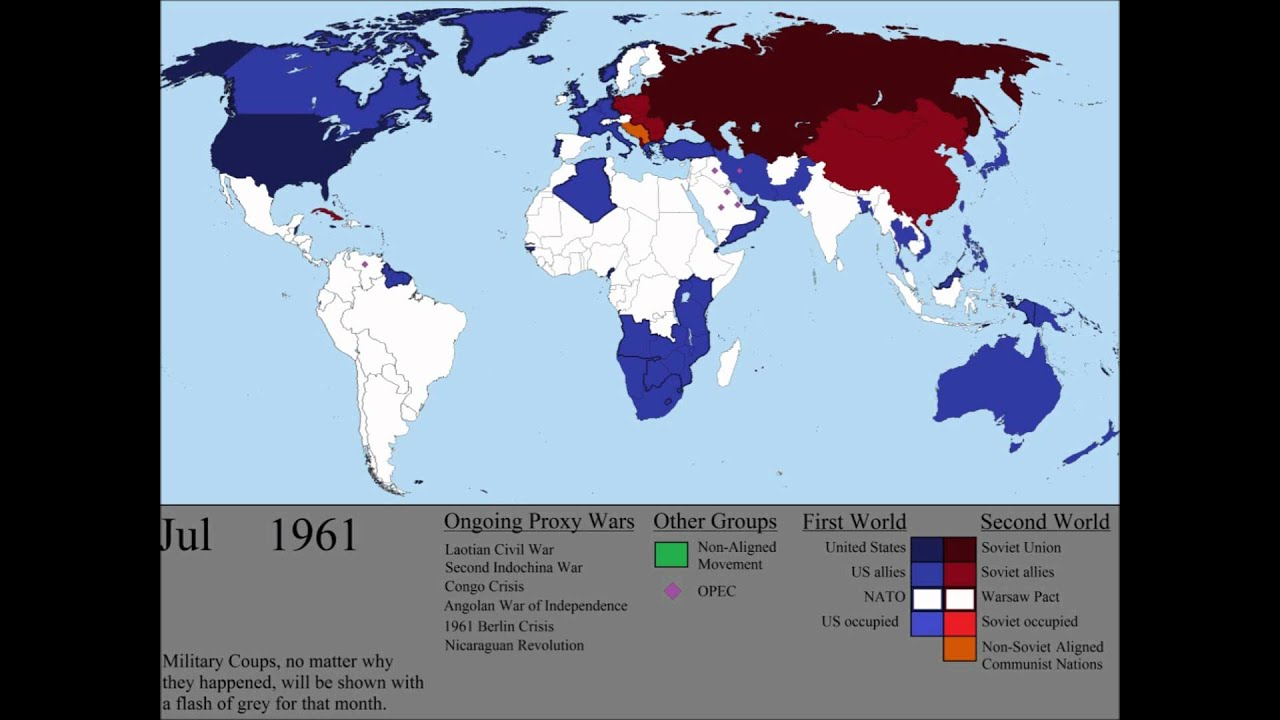 Jul 1961
Military Coups, no matter why
they happened, will be shown with
a flash of grey for that month.
Ongoing Proxy Wars
Laotian Civil War
Second Indochina War
Congo Crisis
Angolan War of Independence
1961 Berlin Crisis
Nicaraguan Revolution
Other Groups
Non-Aligned
Movement
OPEC
First World
United States
US allies
NATO
US occupied
Second World
Soviet Union
Soviet allies
Warsaw Pact
Soviet occupied
Non-Soviet Aligned
Communist Nations